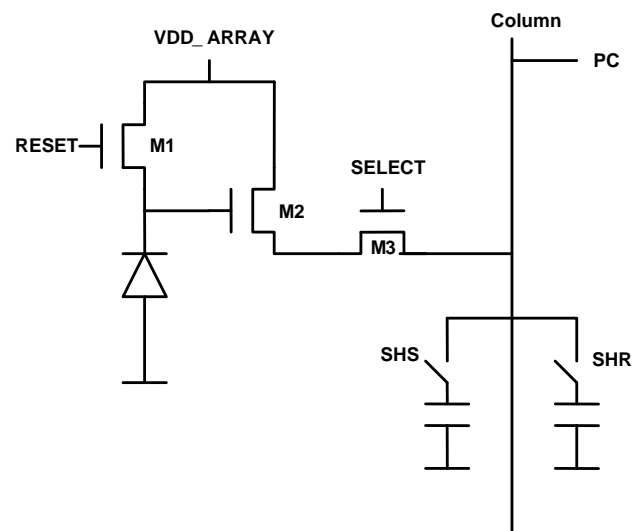 Column
VDD_ ARRAY
PC
RESET
M1
SELECT
M2
M3
SHS
SHR